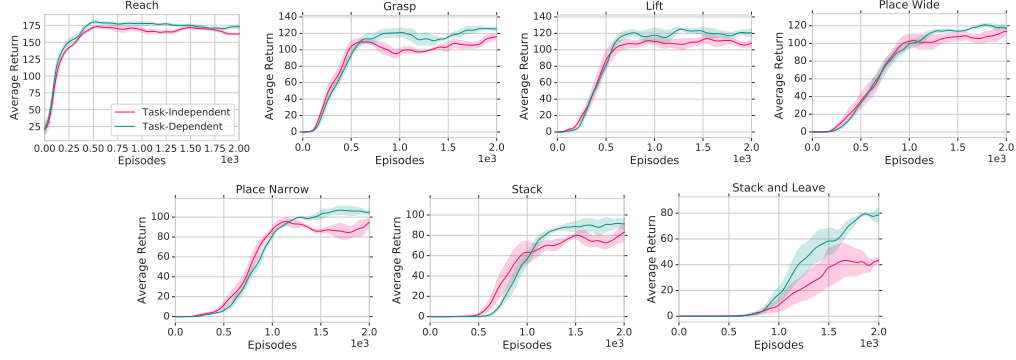 Reach
Average Return
175
150
125
100
75
50
25
0.00 0.25 0.50 0.75 1.00 1.25 1.50 1.75 2.00
Episodes
1e3
Task-Independent
Task-Dependent
Grasp
Average Return
140
120
100
80
60
40
20
0
0.0 0.5 1.0 1.5 2.0
Episodes
1e3
Lift
Average Return
140
120
100
80
60
40
20
0
0.0 0.5 1.0 1.5 2.0
Episodes
1e3
Place Wide
Average Return
120
100
80
60
40
20
0
0.0 0.5 1.0 1.5 2.0
Episodes
1e3
Place Narrow
Average Return
100
80
60
40
20
0
0.0 0.5 1.0 1.5 2.0
Episodes
1e3
Stack
Average Return
100
80
60
40
20
0
0.0 0.5 1.0 1.5 2.0
Episodes
1e3
Stack and Leave
Average Return
80
60
40
20
0
0.0 0.5 1.0 1.5 2.0
Episodes
1e3